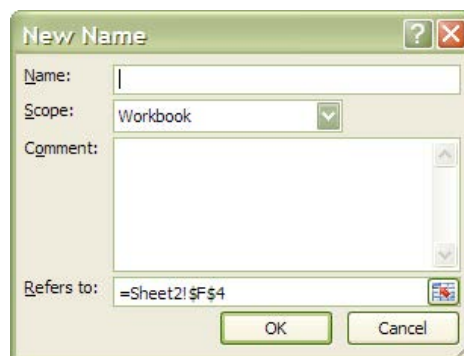 New Name
Name:
Scope: Workbook
Comment:
Refers to: =Sheet2!$F$4
OK Cancel